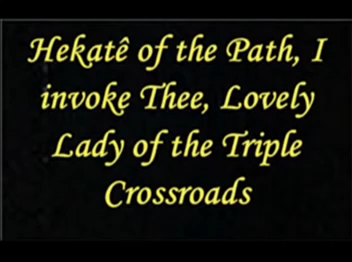 Hekatê of the Path, I
invoke Thee, Lovely
Lady of the Triple
Crossroads